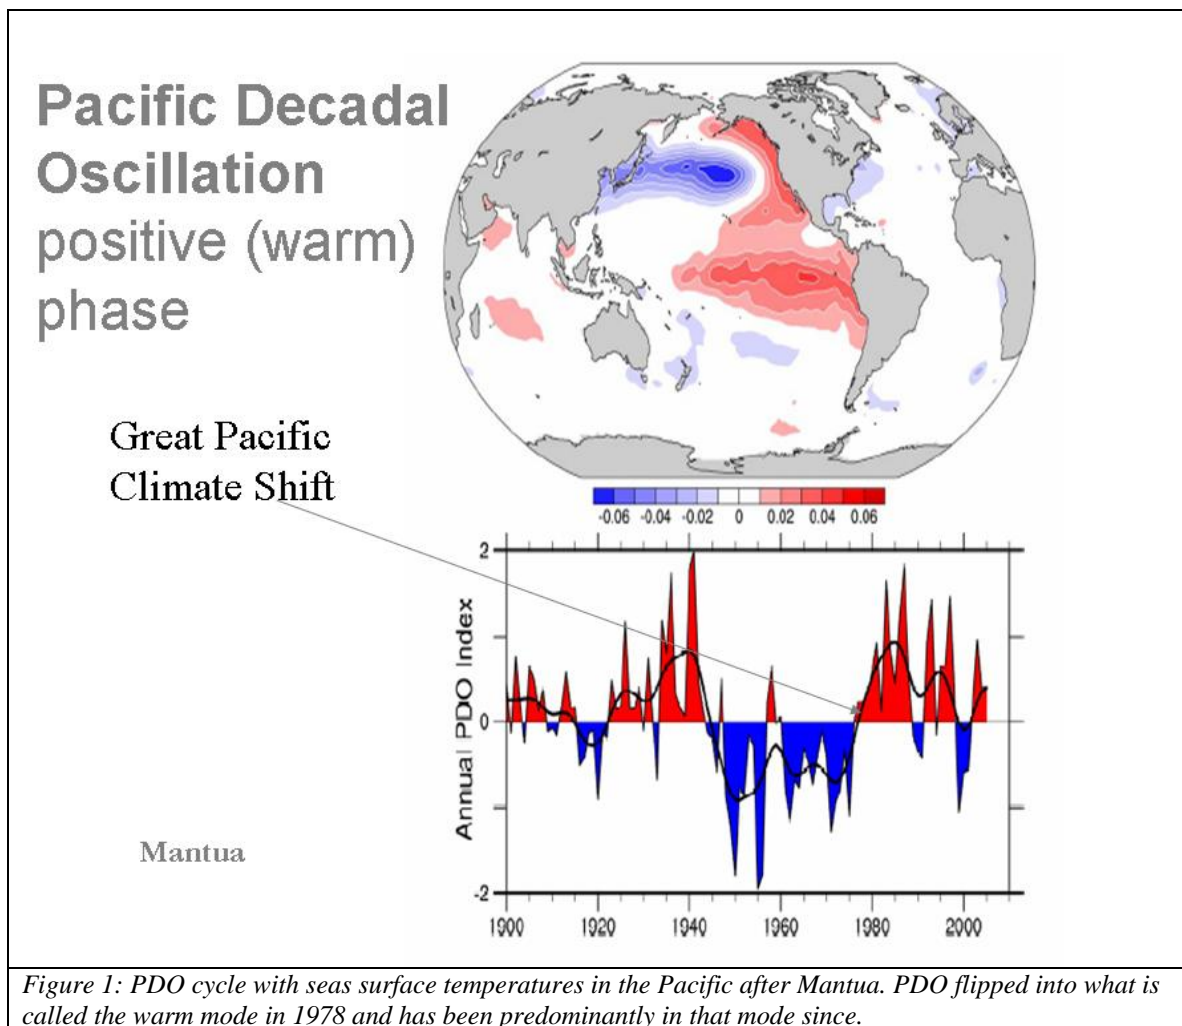 Pacific Decadal
Oscillation
positive (warm)
phase
Great Pacific
Climate Shift
-0.06 -0.04 -0.02 0 0.02 0.04 0.06
2
Annual PDO Index
0
-2
1900 1920 1940 1960 1980 2000
Mantua
Figure 1: PDO cycle with seas surface temperatures in the Pacific after Mantua. PDO flipped into what is
called the warm mode in 1978 and has been predominantly in that mode since.